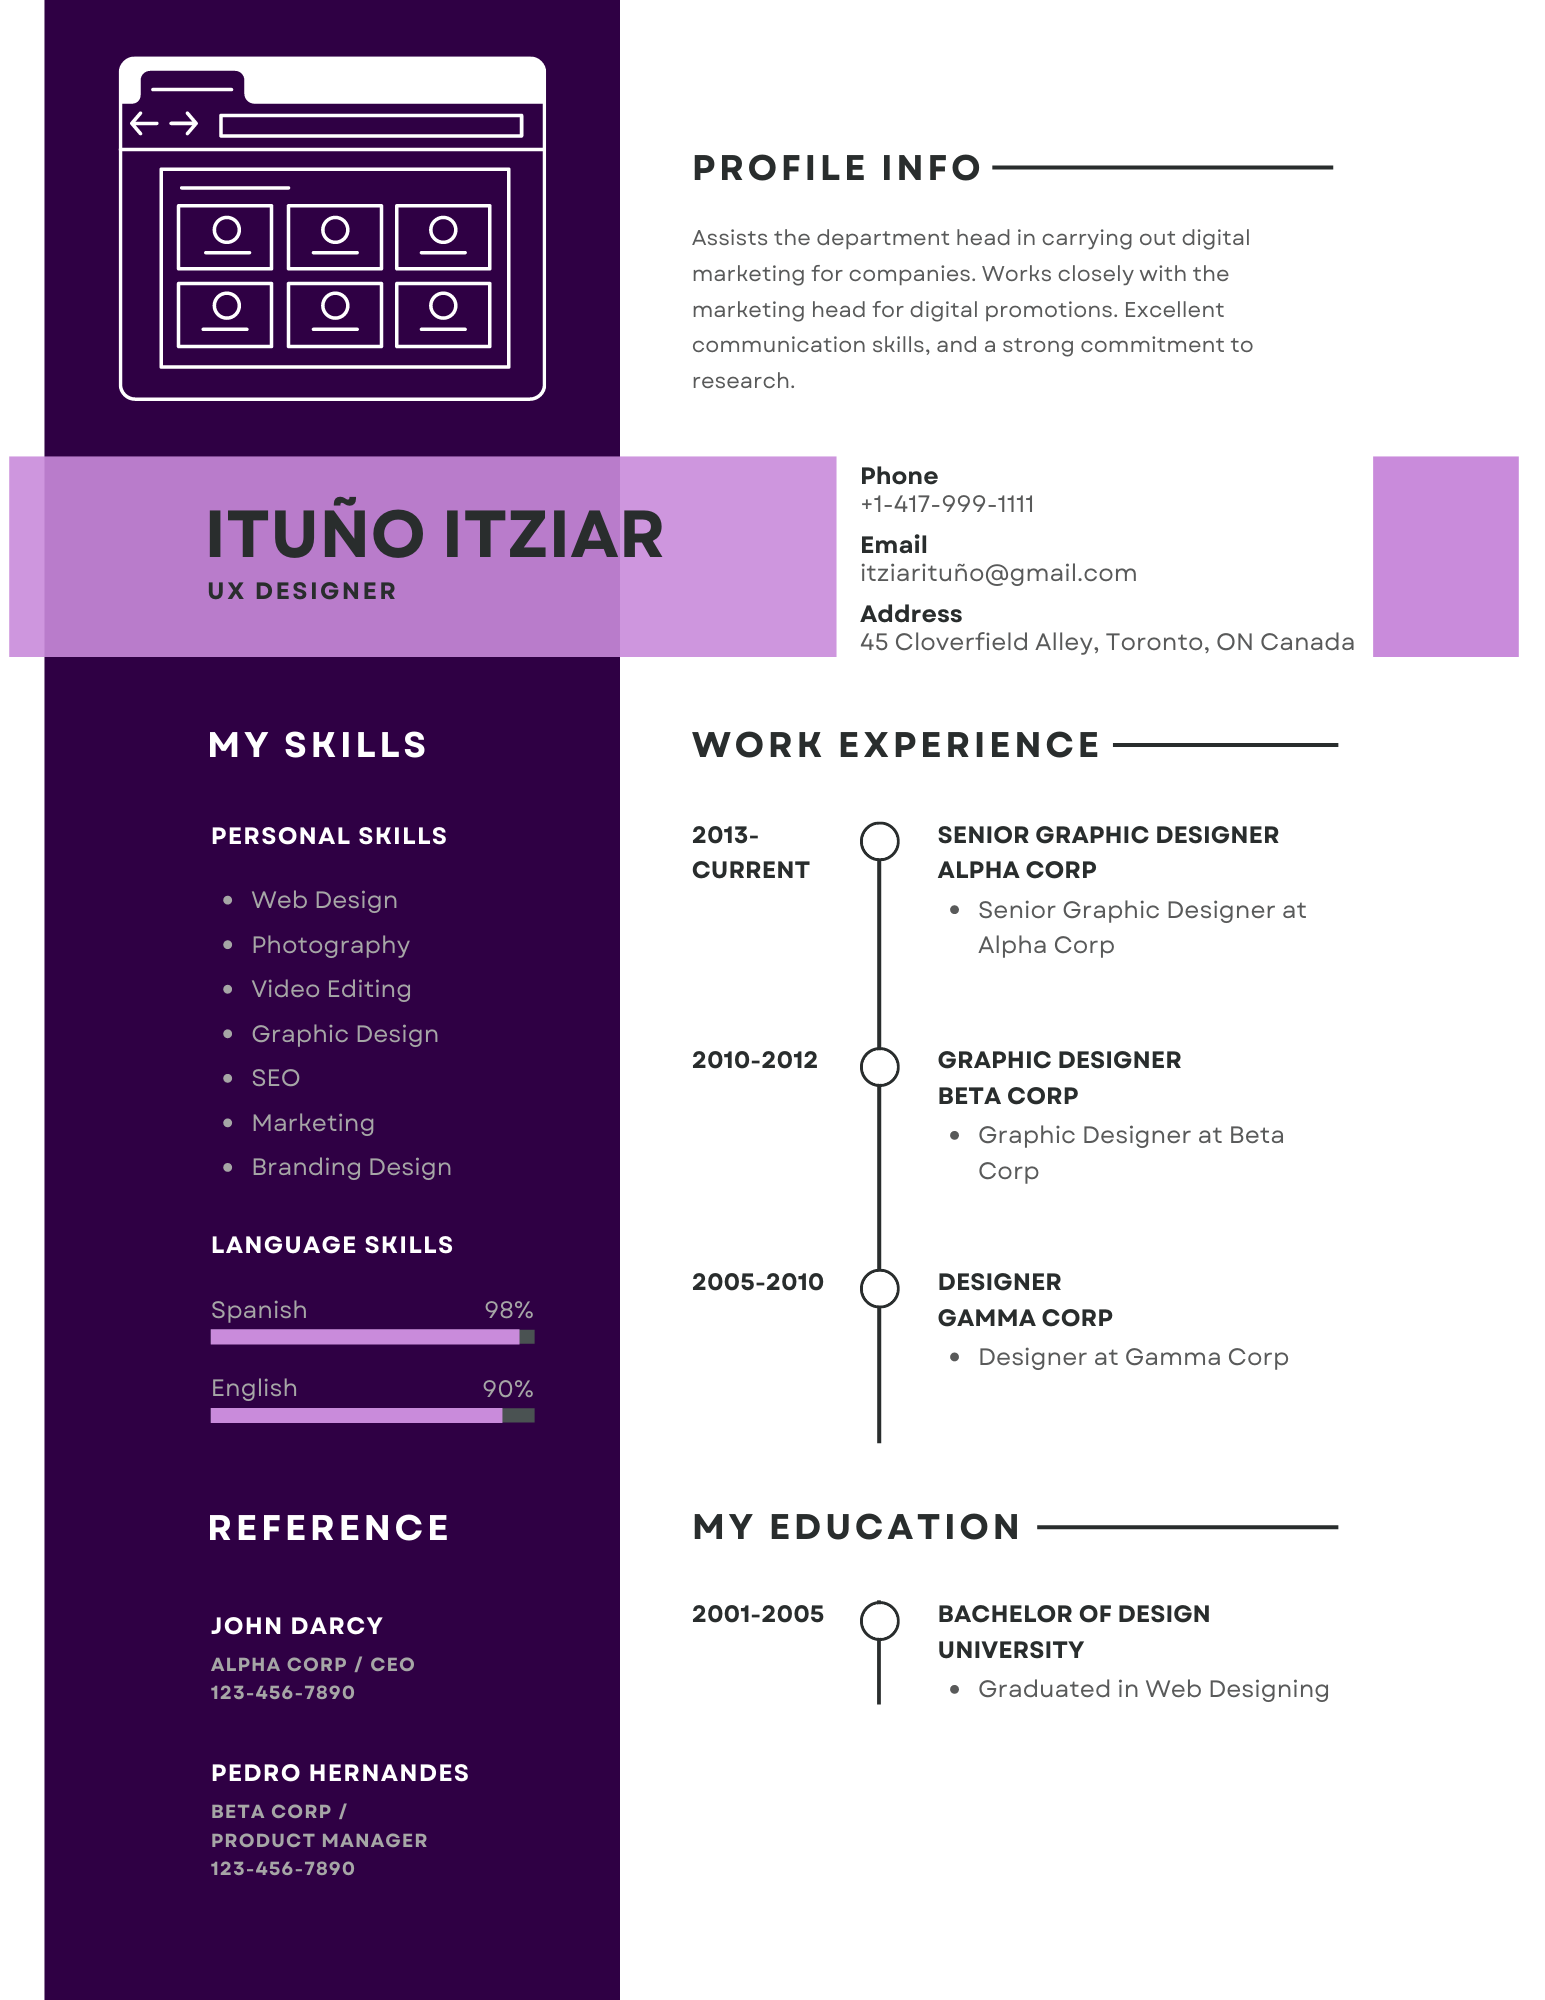 PROFILE INFO
Assists the department head in carrying out digital
marketing for companies. Works closely with the
marketing head for digital promotions. Excellent
communication skills, and a strong commitment to
research.
ITUÑO ITZIAR
UX DESIGNER
Phone
+1-417-999-1111
Email
itziarituño@gmail.com
Address
45 Cloverfield Alley, Toronto, ON Canada
MY SKILLS
PERSONAL SKILLS
• Web Design
• Photography
• Video Editing
• Graphic Design
• SEO
• Marketing
• Branding Design
LANGUAGE SKILLS
Spanish 98%
English 90%
REFERENCE
JOHN DARCY
ALPHA CORP / CEO
123-456-7890
PEDRO HERNANDES
BETA CORP /
PRODUCT MANAGER
123-456-7890
WORK EXPERIENCE
2013-
CURRENT
SENIOR GRAPHIC DESIGNER
ALPHA CORP
• Senior Graphic Designer at
Alpha Corp
2010-2012
GRAPHIC DESIGNER
BETA CORP
• Graphic Designer at Beta
Corp
2005-2010
DESIGNER
GAMMA CORP
• Designer at Gamma Corp
MY EDUCATION
2001-2005
BACHELOR OF DESIGN
UNIVERSITY
• Graduated in Web Designing